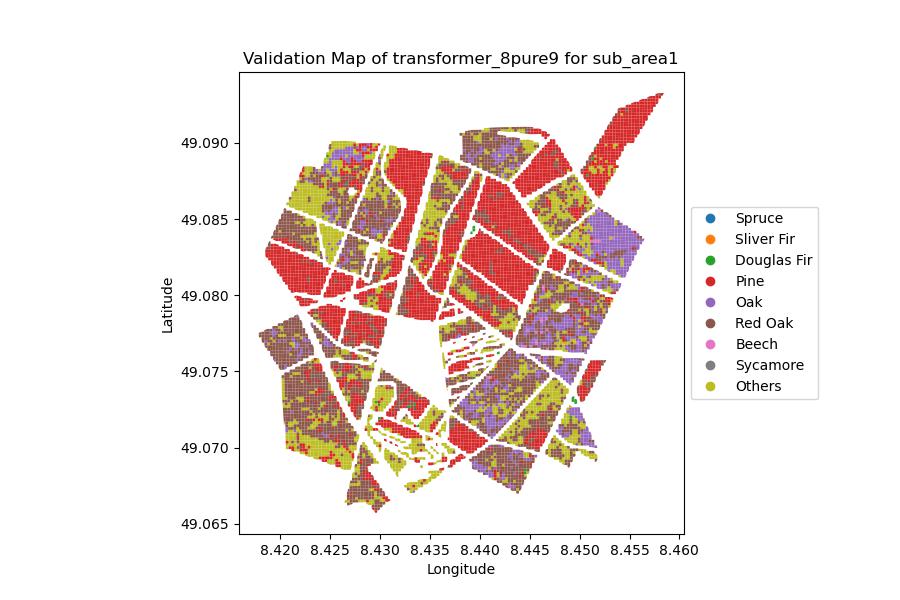 Validation Map of transformer_8pure9 for sub_area1
Latitude
49.090
49.085
49.080
49.075
49.070
49.065
8.420 8.425 8.430 8.435 8.440 8.445 8.450 8.455 8.460
Longitude
Spruce
Sliver Fir
Douglas Fir
Pine
Oak
Red Oak
Beech
Sycamore
Others